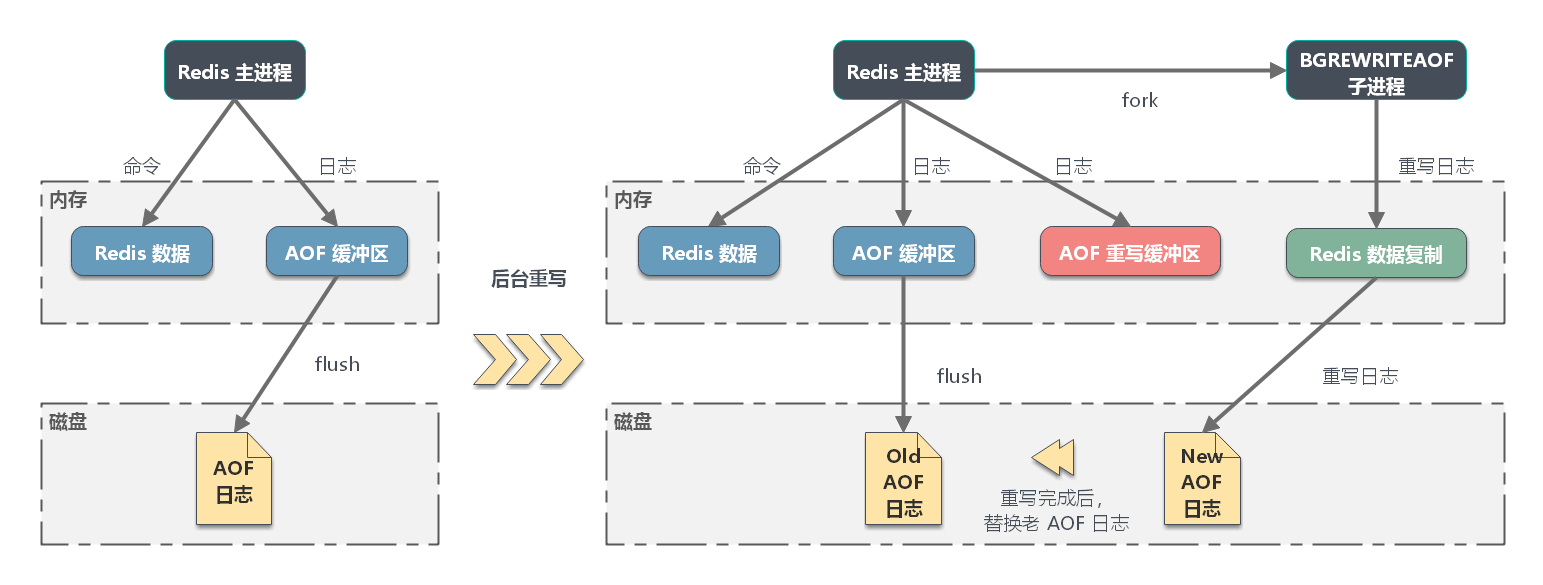 Redis 主进程
命令
日志
内存
Redis 数据
AOF 缓冲区
flush
磁盘
AOF
日志
后台重写
Redis 主进程
fork
BGREWRITEAOF
子进程
命令
日志
日志
重写日志
内存
Redis 数据
AOF 缓冲区
AOF 重写缓冲区
Redis 数据复制
flush
重写日志
磁盘
Old
AOF
日志
重写完成后,
替换老 AOF 日志
New
AOF
日志